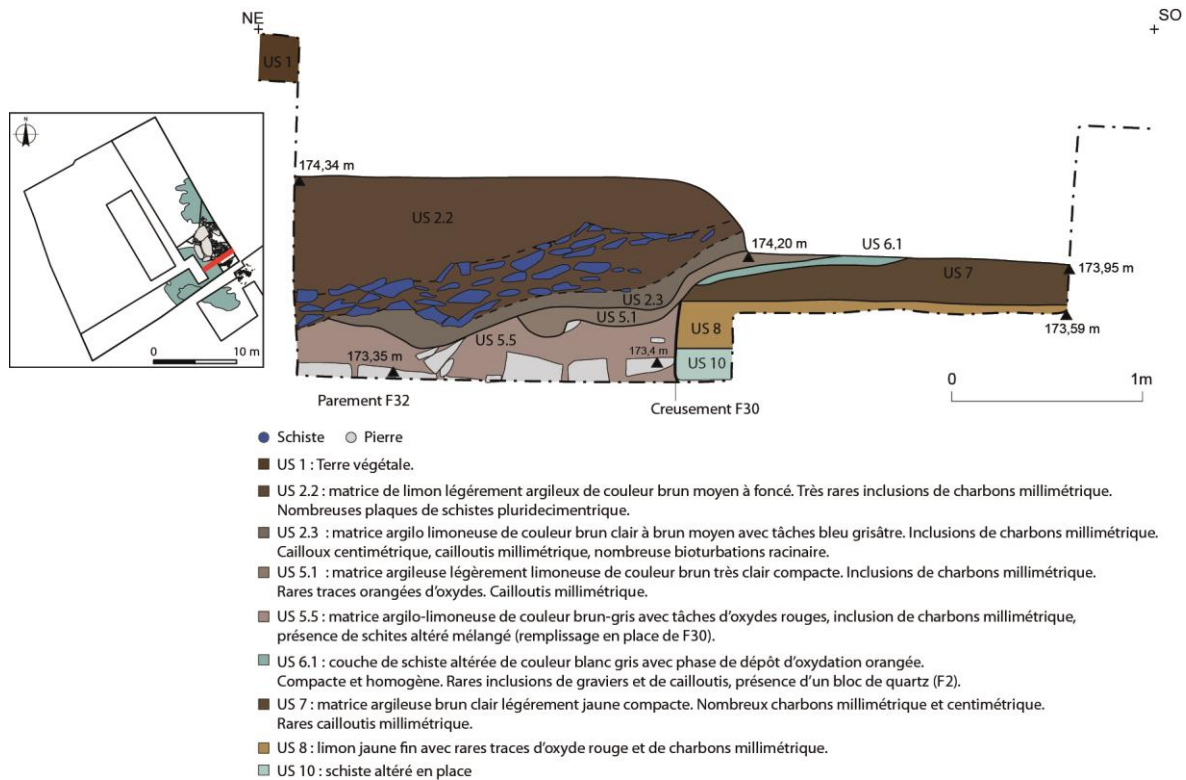 NE
SO
US 1
N
174,34 m
US 2.2
174,20 m
US 6.1
US 7
173,95 m
US 2.3
US 5.1
US 8
173,59 m
US 5.5
173,35 m
173,4 m
US 10
0 10 m
0 1m
Parement F32
Creusement F30
Schiste Pierre
US 1 : Terre végétale.
US 2.2 : matrice de limon légérement argileux de couleur brun moyen à foncé. Très rares inclusions de charbons millimétrique.
Nombreuses plaques de schistes pluridecimentrique.
US 2.3 : matrice argilo limoneuse de couleur brun clair à brun moyen avec tâches bleu grisâtre. Inclusions de charbons millimétrique.
Cailloux centimétrique, cailloutis millimétrique, nombreuse bioturbations racinaire.
US 5.1 : matrice argileuse légèrement limoneuse de couleur brun très clair compacte. Inclusions de charbons millimétrique.
Rares traces orangées d'oxydes. Cailloutis millimétrique.
US 5.5 : matrice argilo-limoneuse de couleur brun-gris avec tâches d'oxydes rouges, inclusion de charbons millimétrique,
présence de schites altéré mélangé (remplissage en place de F30).
US 6.1 : couche de schiste altérée de couleur blanc gris avec phase de dépôt d'oxydation orangée.
Compacte et homogène. Rares inclusions de graviers et de cailloutis, présence d'un bloc de quartz (F2).
US 7 : matrice argileuse brun clair légérement jaune compacte. Nombreux charbons millimétrique et centimétrique.
Rares cailloutis millimétrique.
US 8 : limon jaune fin avec rares traces d'oxyde rouge et de charbons millimétrique.
US 10 : schiste altéré en place